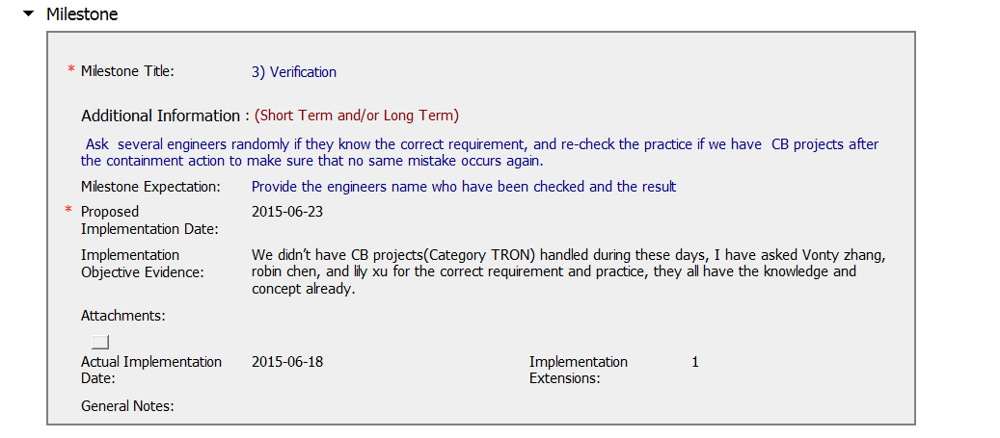 Milestone
* Milestone Title: 3) Verification
Additional Information : (Short Term and/or Long Term)
Ask several engineers randomly if they know the correct requirement, and re-check the practice if we have CB projects after
the containment action to make sure that no same mistake occurs again.
Milestone Expectation: Provide the engineers name who have been checked and the result
* Proposed 2015-06-23
Implementation Date:
Implementation We didn't have CB projects(Category TRON) handled during these days, I have asked Vonty zhang,
Objective Evidence: robin chen, and lily xu for the correct requirement and practice, they all have the knowledge and
concept already.
Attachments:
Actual Implementation 2015-06-18 Implementation 1
Date: Extensions:
General Notes: